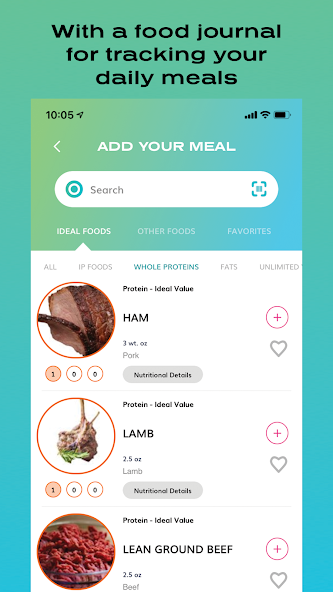 With a food journal
for tracking your
daily meals
10:05
ADD YOUR MEAL
Search
IDEAL FOODS OTHER FOODS FAVORITES
ALL IP FOODS WHOLE PROTEINS FATS UNLIMITED
Protein - Ideal Value
HAM
3 wt. oz
Pork
1 0 0
Nutritional Details
Protein - Ideal Value
LAMB
2.5 oz
Lamb
1 0 0
Nutritional Details
Protein - Ideal Value
LEAN GROUND BEEF
2.5 oz
Beef